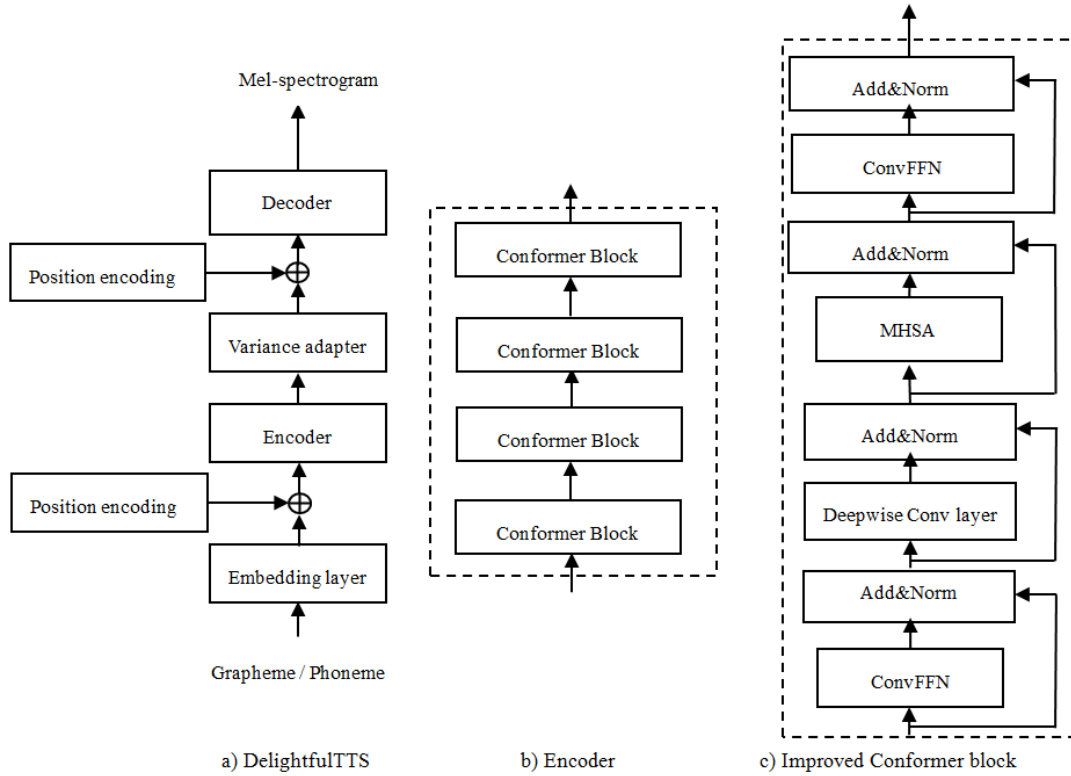 Mel-spectrogram
Decoder
Position encoding
Variance adapter
Encoder
Position encoding
Embedding layer
Grapheme / Phoneme
a) DelightfulTTS
Conformer Block
Conformer Block
Conformer Block
Conformer Block
b) Encoder
Add&Norm
ConvFFN
Add&Norm
MHSA
Add&Norm
Deepwise Conv layer
Add&Norm
ConvFFN
c) Improved Conformer block